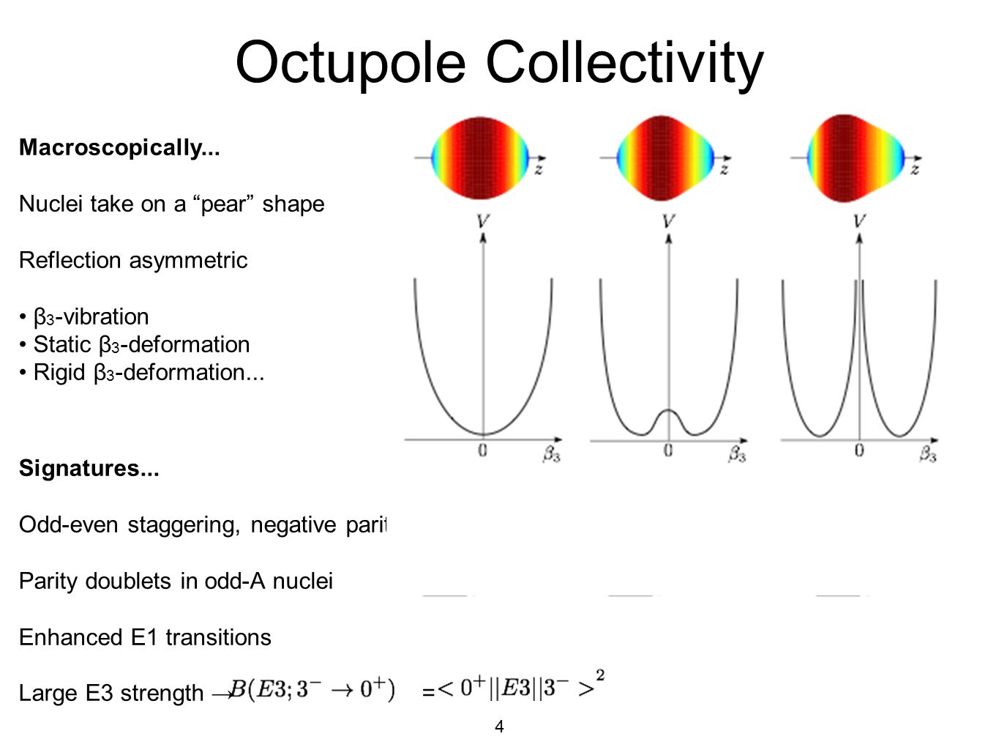 Octupole Collectivity
Macroscopically...
Nuclei take on a “pear” shape
Reflection asymmetric
• β₃-vibration
• Static β₃-deformation
• Rigid β₃-deformation...
z z z
V V V
0 β₃ 0 β₃ 0 β₃
Signatures...
Odd-even staggering, negative
Parity doublets in odd-A nuclei
Enhanced E1 transitions
Large E3 strength → B(E3; 3⁻ → 0⁺) = < 0⁺||E3||3⁻ >²
4